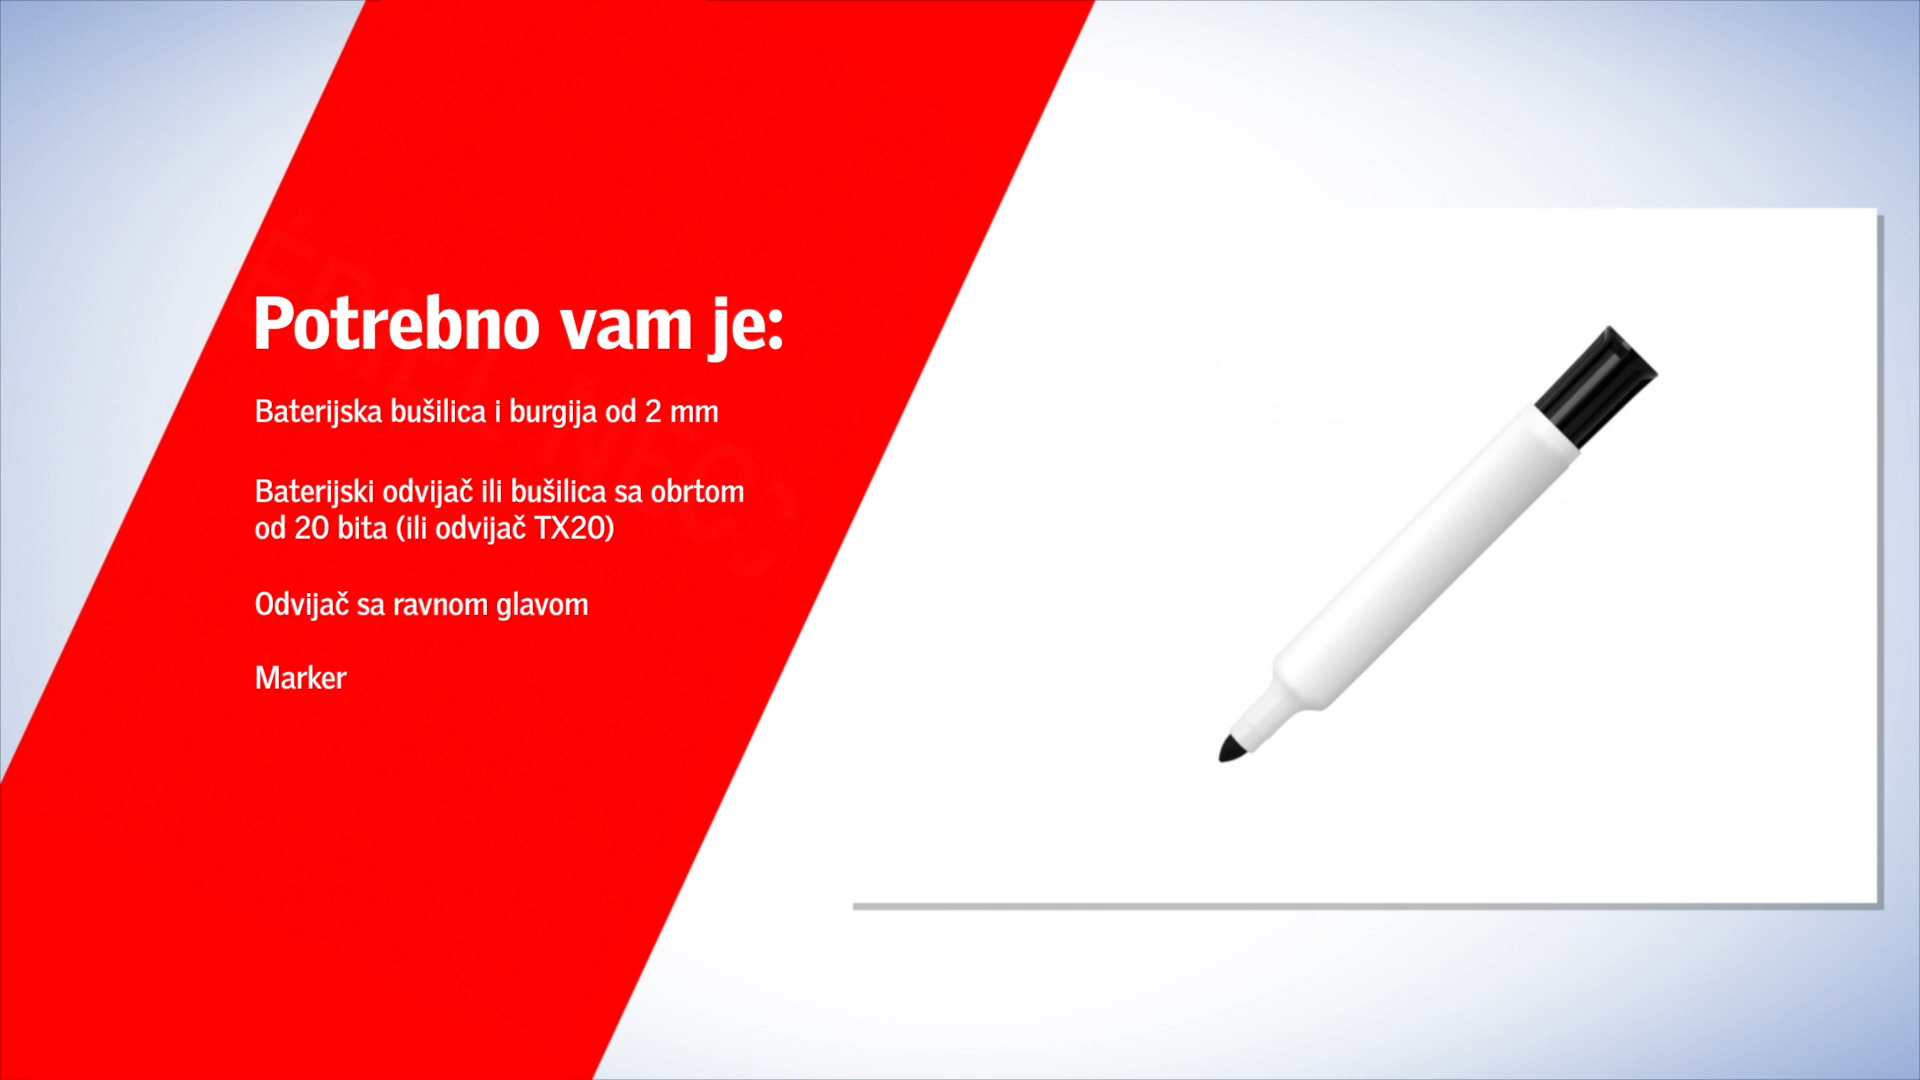 Potrebno vam je:
Baterijska bušilica i burgija od 2 mm
Baterijski odvijač ili bušilica sa obrtom
od 20 bita (ili odvijač TX20)
Odvijač sa ravnom glavom
Marker